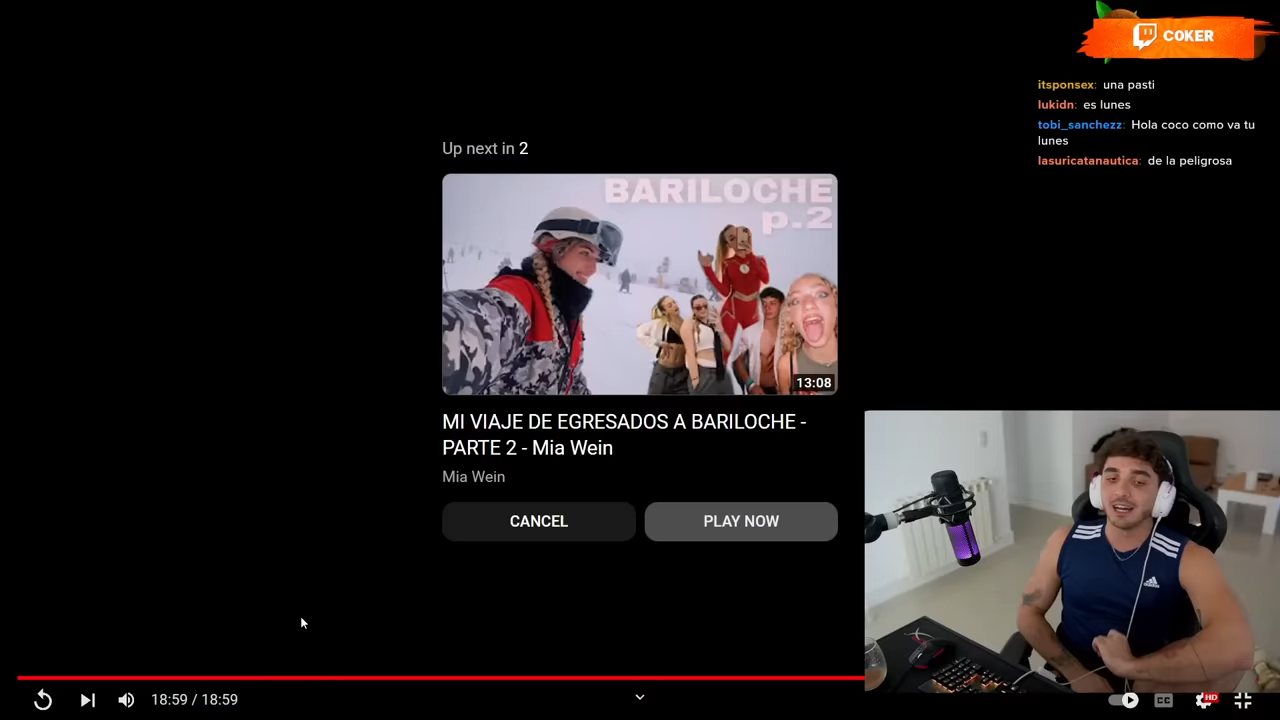 COKER
itsponsex: una pasti
lukidn: es lunes
tobi_sanchezz: Hola coco como va tu
lunes
lasuricatanautica: de la peligrosa
Up next in 2
BARILOCHE
p.2
13:08
MI VIAJE DE EGRESADOS A BARILOCHE -
PARTE 2 - Mia Wein
Mia Wein
CANCEL
PLAY NOW
18:59 / 18:59
CC
HD